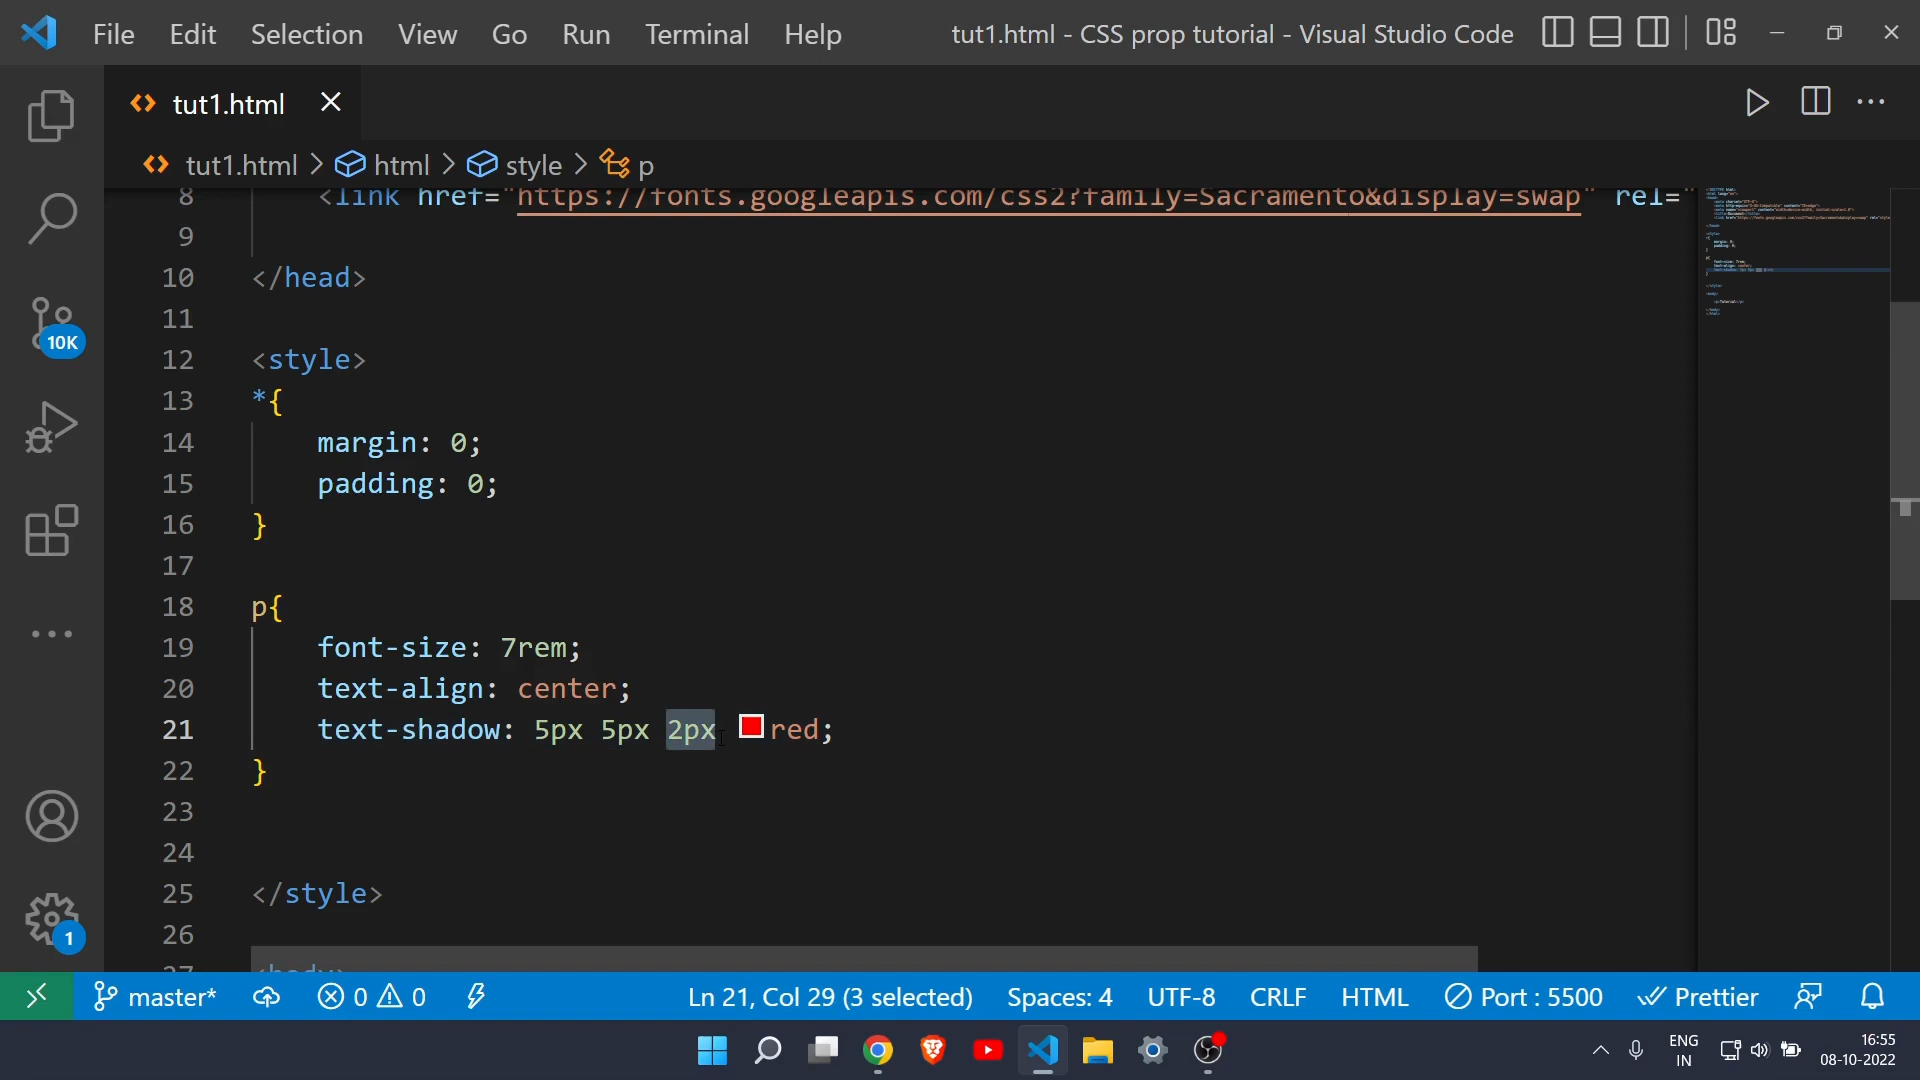 File Edit Selection View Go Run Terminal Help tut1.html - CSS prop tutorial - Visual Studio Code
tut1.html
tut1.html > html > style > p
8 <link href="https://fonts.googleapis.com/css2?family=Sacramento&display=swap" rel="
9
10 </head>
11
12 <style>
13 *{
14 margin: 0;
15 padding: 0;
16 }
17
18 p{
19 font-size: 7rem;
20 text-align: center;
21 text-shadow: 5px 5px 2px red;
22 }
23
24
25 </style>
26
27 <body>
10K
1
master* 0 0 Ln 21, Col 29 (3 selected) Spaces: 4 UTF-8 CRLF HTML Port : 5500 Prettier
ENG
IN
16:55
08-10-2022